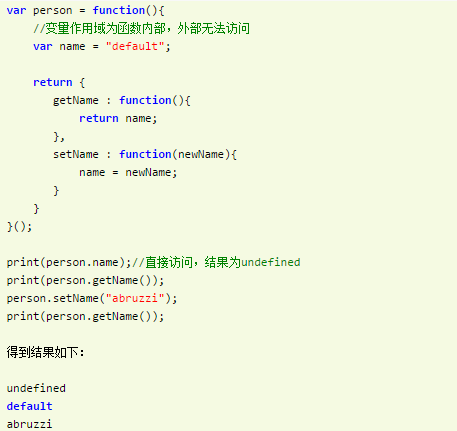 var person = function(){
//变量作用域为函数内部，外部无法访问
var name = "default";
return {
getName : function(){
return name;
},
setName : function(newName){
name = newName;
}
}
}();
print(person.name);//直接访问，结果为undefined
print(person.getName());
person.setName("abruzzi");
print(person.getName());
得到结果如下：
undefined
default
abruzzi